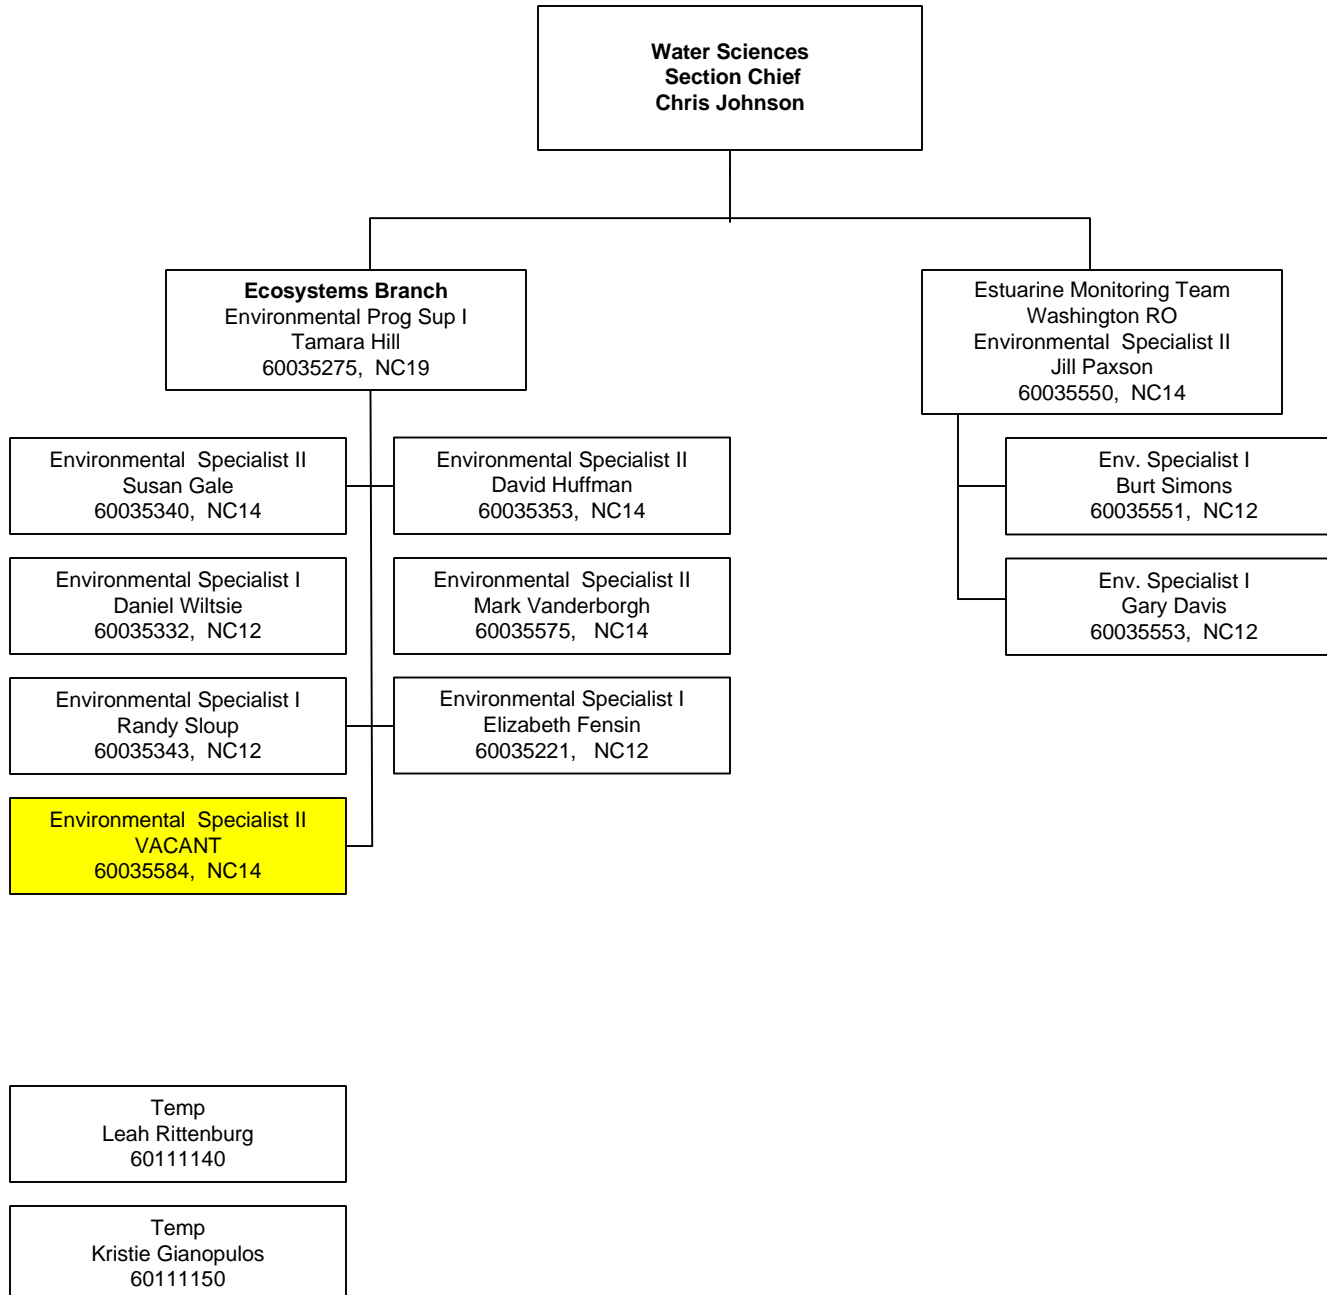 Water Sciences
Section Chief
Chris Johnson
Ecosystems Branch
Environmental Prog Sup I
Tamara Hill
60035275, NC19
Estuarine Monitoring Team
Washington RO
Environmental Specialist II
Jill Paxson
60035550, NC14
Environmental Specialist II
Susan Gale
60035340, NC14
Environmental Specialist II
David Huffman
60035353, NC14
Env. Specialist I
Burt Simons
60035551, NC12
Environmental Specialist I
Daniel Wiltsie
60035332, NC12
Environmental Specialist II
Mark Vanderborgh
60035575, NC14
Env. Specialist I
Gary Davis
60035553, NC12
Environmental Specialist I
Randy Sloup
60035343, NC12
Environmental Specialist I
Elizabeth Fensin
60035221, NC12
Environmental Specialist II
VACANT
60035584, NC14
Temp
Leah Rittenburg
60111140
Temp
Kristie Gianopulos
60111150